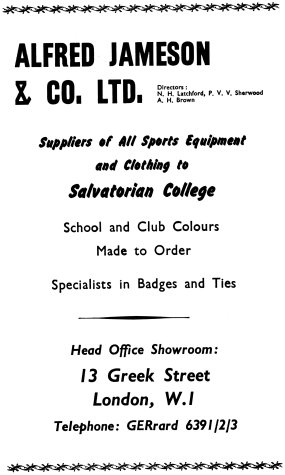 ALFRED JAMESON
& CO. LTD.
Directors:
N. H. Latchford, P. V. V. Sherwood
A. H. Brown
Suppliers of All Sports Equipment
and Clothing to
Salvatorian College
School and Club Colours
Made to Order
Specialists in Badges and Ties
Head Office Showroom:
13 Greek Street
London, W.1
Telephone: GERrard 6391/2/3